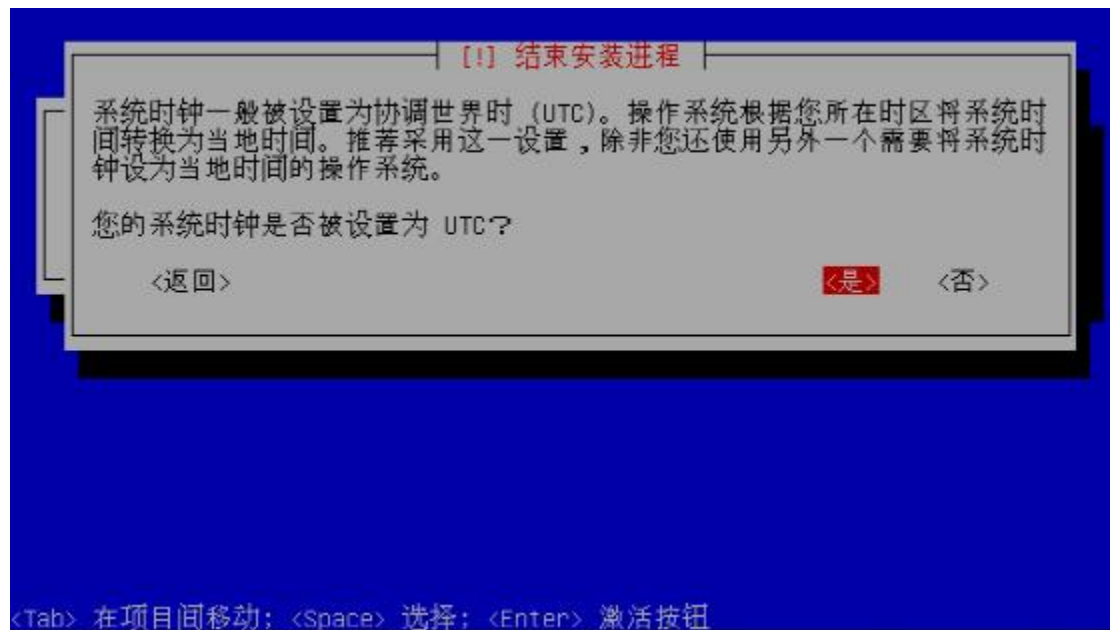 [!] 结束安装进程
系统时钟一般被设置为协调世界时 (UTC)。操作系统根据您所在时区将系统时
间转换为当地时间。推荐采用这一设置，除非您还使用另外一个需要将系统时
钟设为当地时间的操作系统。
您的系统时钟是否被设置为 UTC?
<返回> <是> <否>
<Tab> 在项目间移动; <Space> 选择; <Enter> 激活按钮